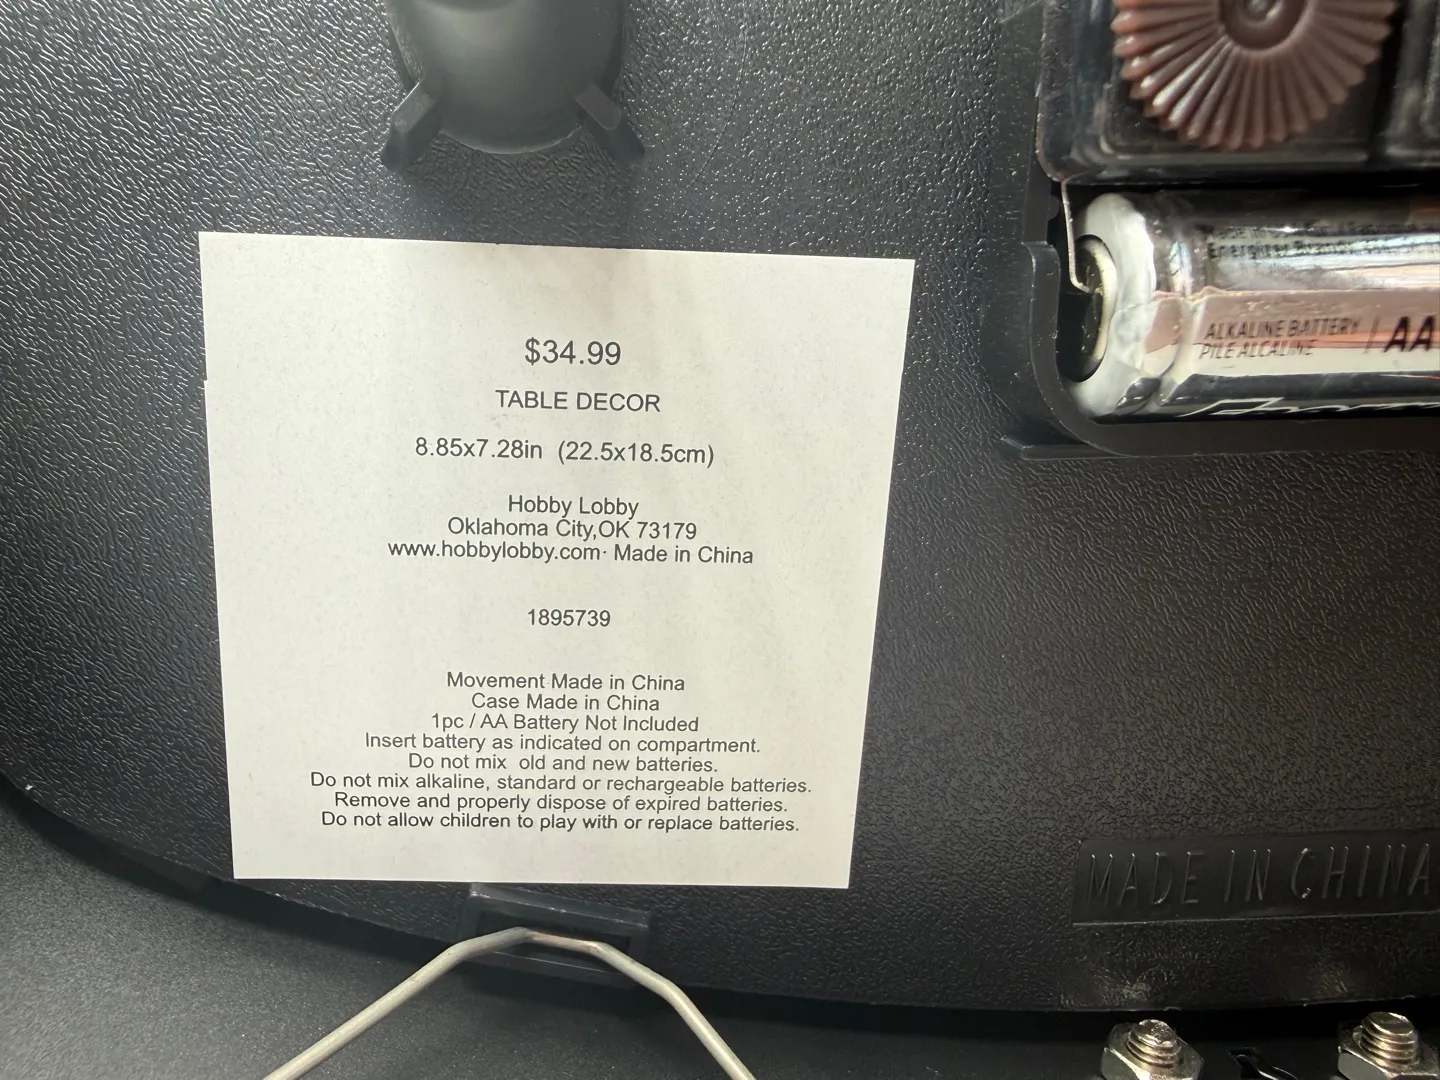 $34.99
TABLE DECOR
8.85x7.28in (22.5x18.5cm)
Hobby Lobby
Oklahoma City,OK 73179
www.hobbylobby.com· Made in China
1895739
Movement Made in China
Case Made in China
1pc / AA Battery Not Included
Insert battery as indicated on compartment.
Do not mix old and new batteries.
Do not mix alkaline, standard or rechargeable batteries.
Remove and properly dispose of expired batteries.
Do not allow children to play with or replace batteries.
Energizer Brands
ALKALINE BATTERY | AA
PILE ALCALINE
MADE IN CHINA